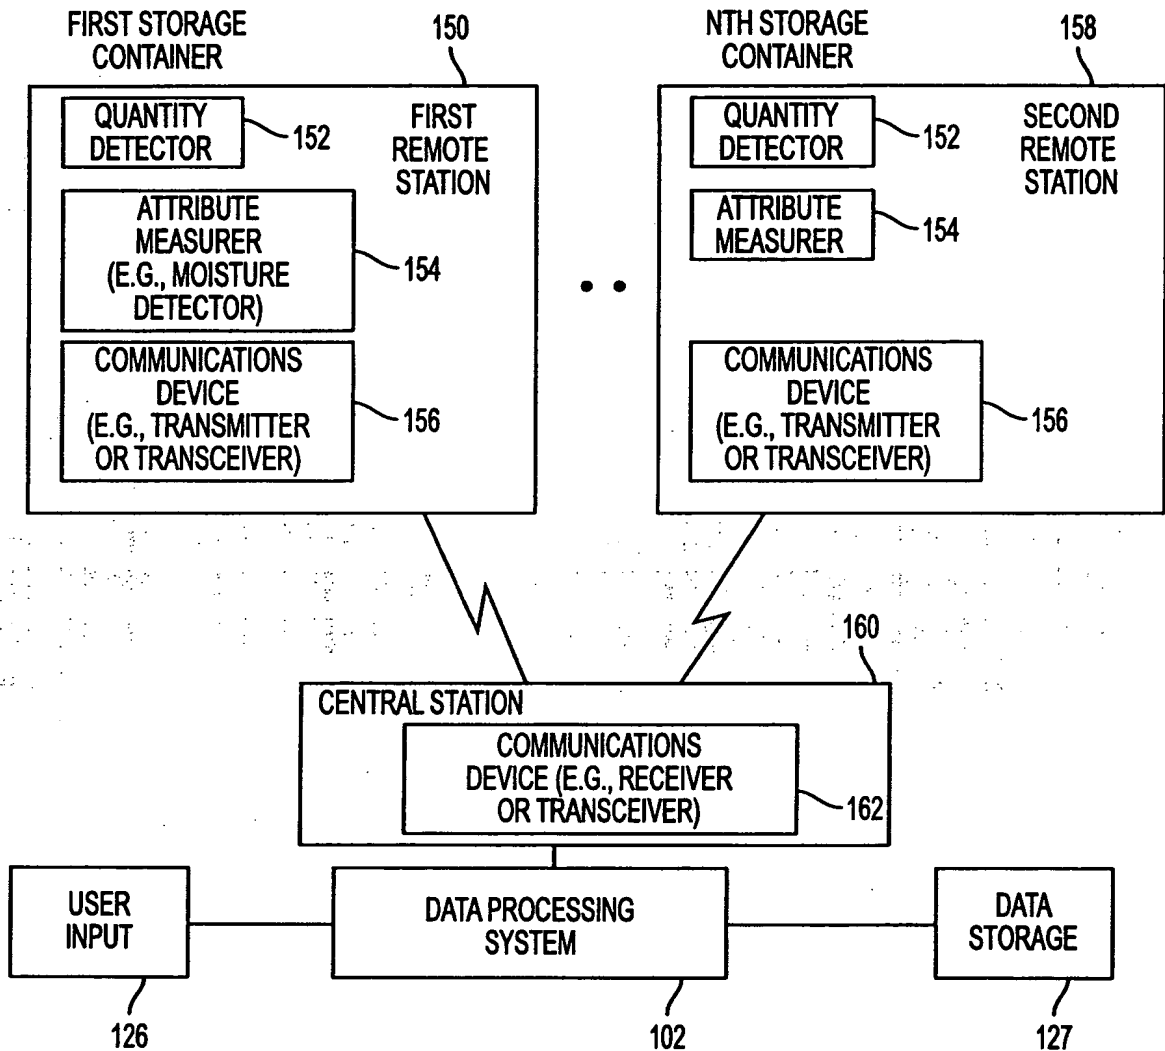 FIRST STORAGE
CONTAINER
150
QUANTITY
DETECTOR
152
FIRST
REMOTE
STATION
ATTRIBUTE
MEASURER
(E.G., MOISTURE
DETECTOR)
154
COMMUNICATIONS
DEVICE
(E.G., TRANSMITTER
OR TRANSCEIVER)
156
NTH STORAGE
CONTAINER
158
QUANTITY
DETECTOR
152
SECOND
REMOTE
STATION
ATTRIBUTE
MEASURER
154
COMMUNICATIONS
DEVICE
(E.G., TRANSMITTER
OR TRANSCEIVER)
156
160
CENTRAL STATION
COMMUNICATIONS
DEVICE (E.G., RECEIVER
OR TRANSCEIVER)
162
USER
INPUT
126
DATA PROCESSING
SYSTEM
102
DATA
STORAGE
127